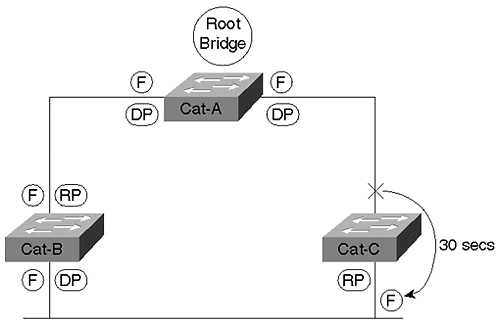 Root
Bridge
F
F
DP
Cat-A
DP
F
RP
Cat-B
Cat-C
30 secs
F
DP
RP
F